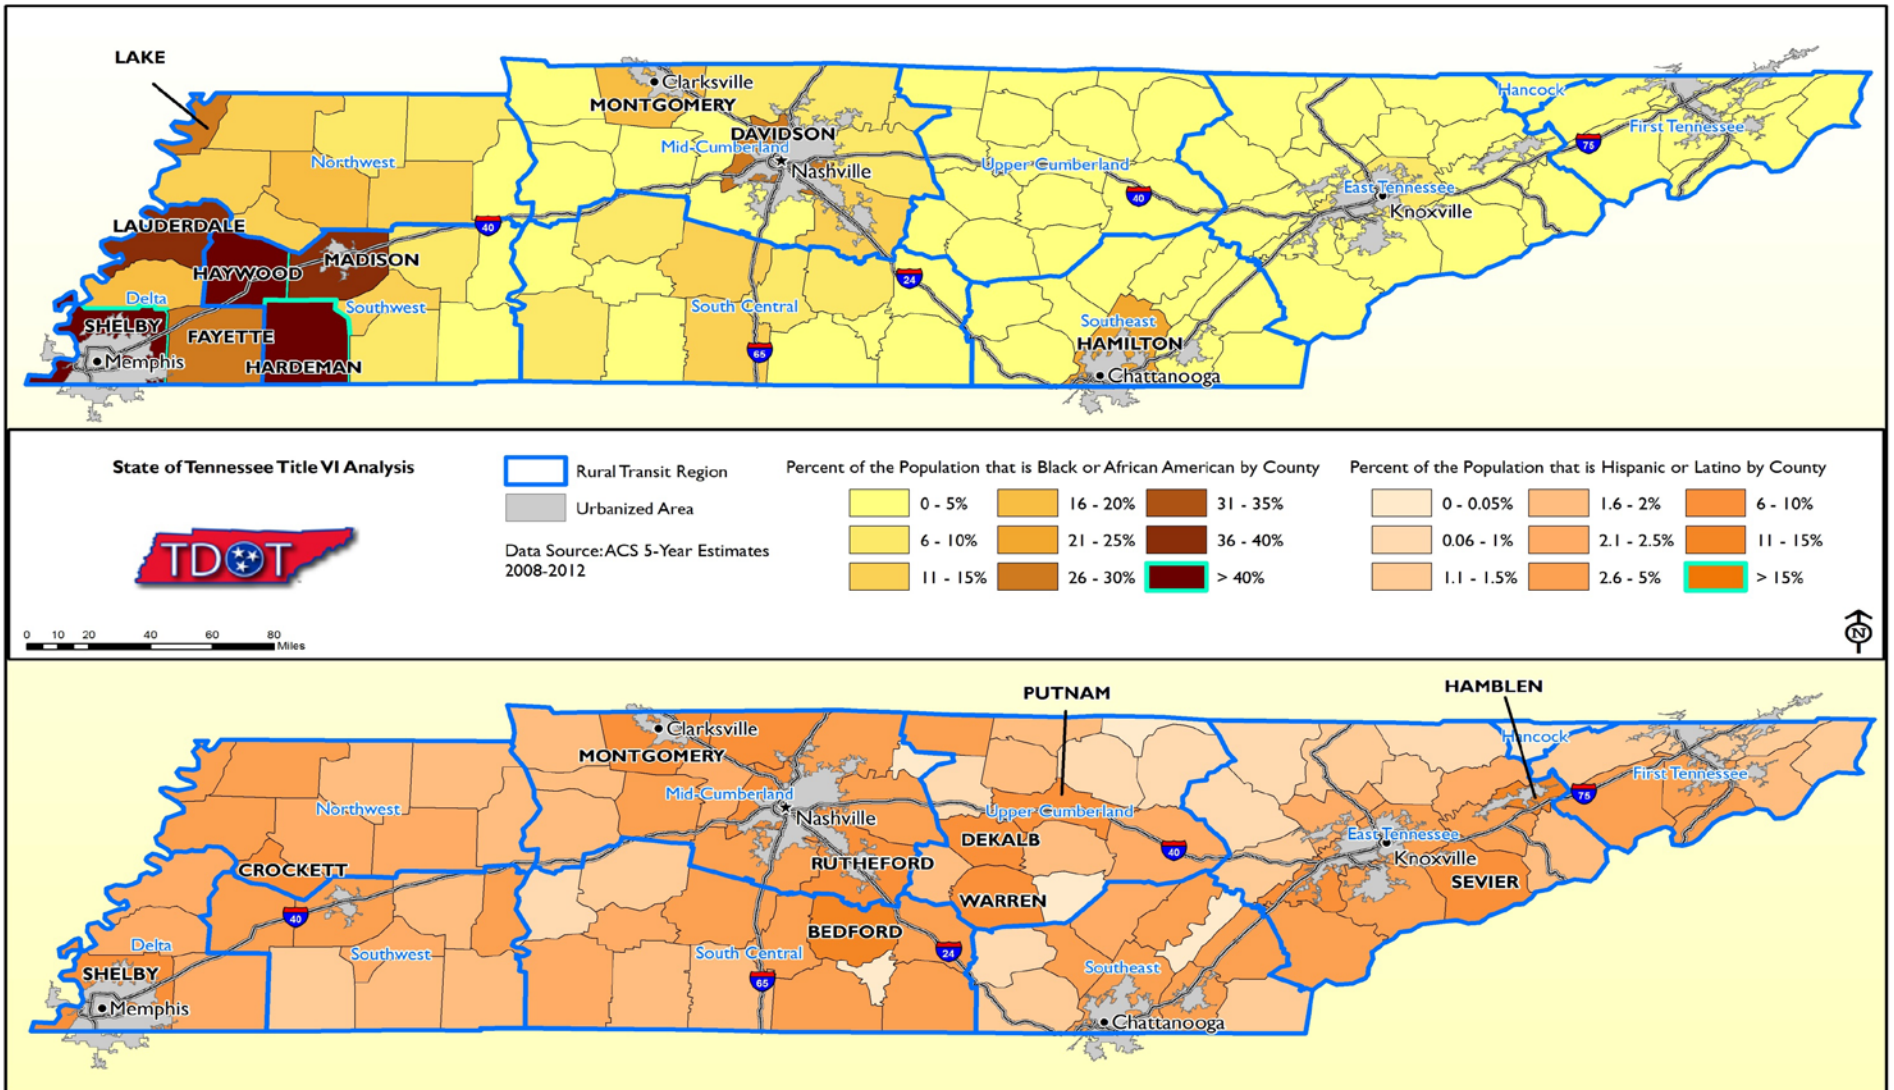 LAKE
Clarksville
MONTGOMERY
Hancock
DAVIDSON
First Tennessee
Mid-Cumberland
75
Northwest
Nashville
Upper Cumberland
East Tennessee
40
Knoxville
LAUDERDALE
40
MADISON
HAYWOOD
24
Delta
Southwest
South Central
Southeast
SHELBY
FAYETTE
HAMILTON
65
Memphis
HARDEMAN
Chattanooga
State of Tennessee Title VI Analysis
TDOT
0 10 20 40 60 80
Miles
Rural Transit Region
Urbanized Area
Data Source: ACS 5-Year Estimates
2008-2012
Percent of the Population that is Black or African American by County
0 - 5%
6 - 10%
11 - 15%
16 - 20%
21 - 25%
26 - 30%
31 - 35%
36 - 40%
> 40%
Percent of the Population that is Hispanic or Latino by County
0 - 0.05%
0.06 - 1%
1.1 - 1.5%
1.6 - 2%
2.1 - 2.5%
2.6 - 5%
6 - 10%
11 - 15%
> 15%
N
PUTNAM
HAMBLEN
Clarksville
Hancock
MONTGOMERY
First Tennessee
Mid-Cumberland
75
Northwest
Upper Cumberland
Nashville
East Tennessee
DEKALB
40
Knoxville
CROCKETT
RUTHEFORD
SEVIER
WARREN
40
BEDFORD
Delta
Southwest
South Central
24
Southeast
SHELBY
65
Memphis
Chattanooga